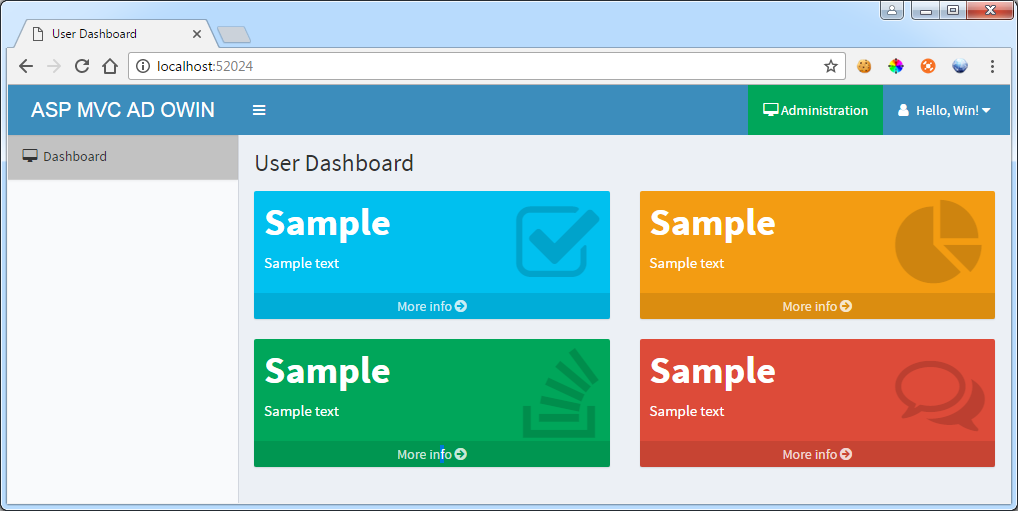 User Dashboard
localhost:52024
ASP MVC AD OWIN
Administration
Hello, Win!
Dashboard
User Dashboard
Sample
Sample text
More info
Sample
Sample text
More info
Sample
Sample text
More info
Sample
Sample text
More info